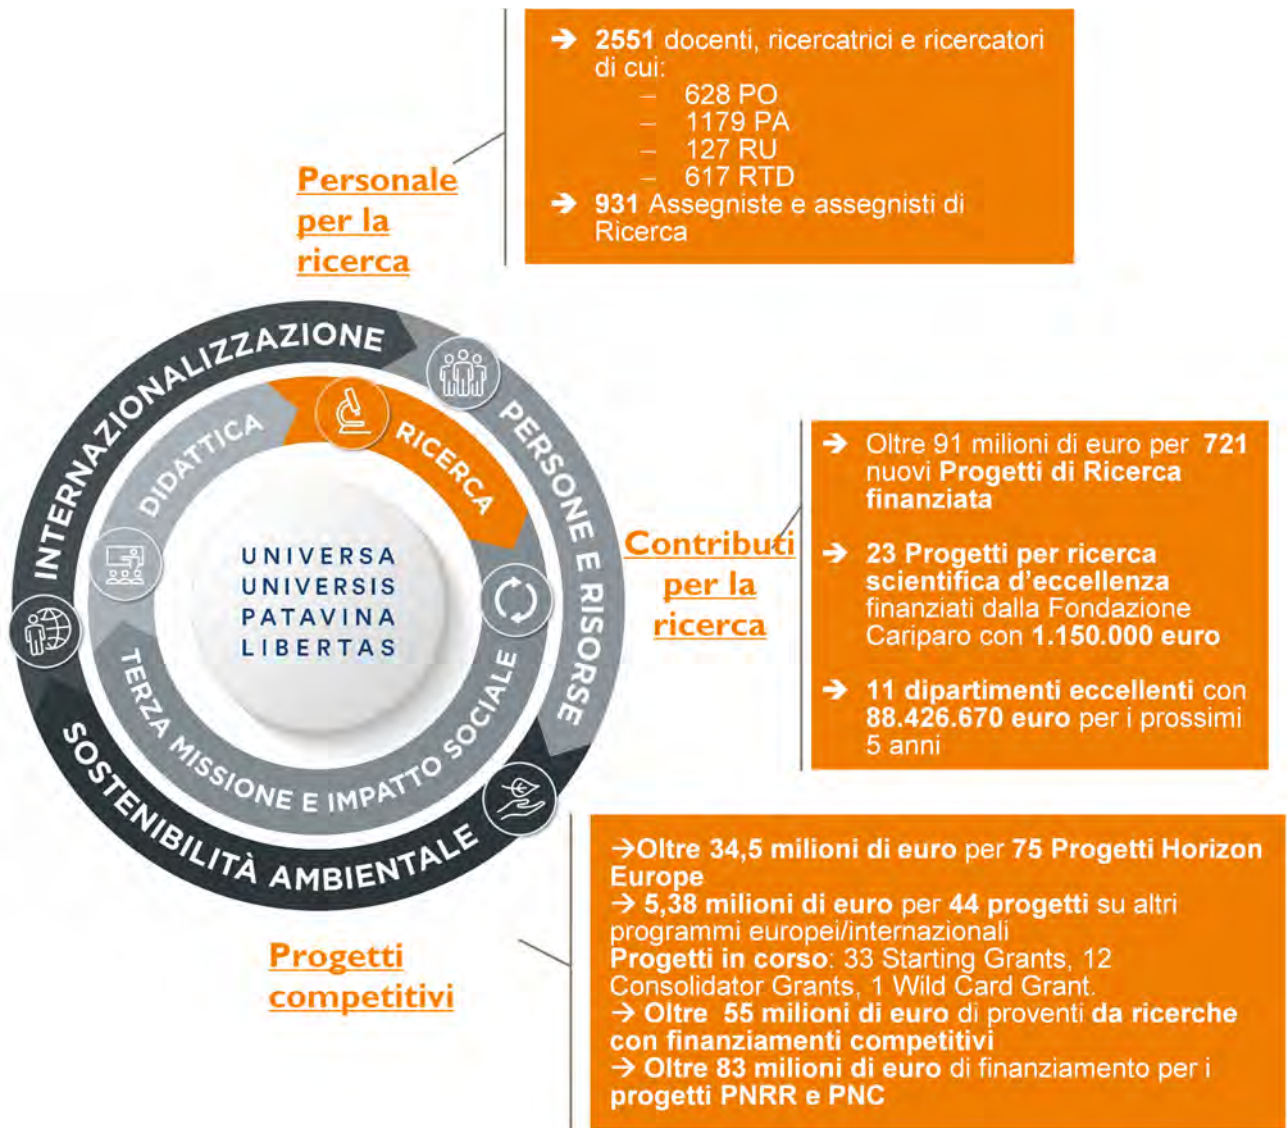 ➔ 2551 docenti, ricercatrici e ricercatori
di cui:
– 628 PO
– 1179 PA
– 127 RU
– 617 RTD
➔ 931 Assegniste e assegnisti di
Ricerca
Personale
per la
ricerca
INTERNAZIONALIZZAZIONE
PERSONE E RISORSE
SOSTENIBILITÀ AMBIENTALE
DIDATTICA
RICERCA
TERZA MISSIONE E IMPATTO SOCIALE
UNIVERSA
UNIVERSIS
PATAVINA
LIBERTAS
Contributi
per la
ricerca
➔ Oltre 91 milioni di euro per 721
nuovi Progetti di Ricerca
finanziata
➔ 23 Progetti per ricerca
scientifica d'eccellenza
finanziati dalla Fondazione
Cariparo con 1.150.000 euro
➔ 11 dipartimenti eccellenti con
88.426.670 euro per i prossimi
5 anni
Progetti
competitivi
→Oltre 34,5 milioni di euro per 75 Progetti Horizon
Europe
→ 5,38 milioni di euro per 44 progetti su altri
programmi europei/internazionali
Progetti in corso: 33 Starting Grants, 12
Consolidator Grants, 1 Wild Card Grant.
→ Oltre 55 milioni di euro di proventi da ricerche
con finanziamenti competitivi
→ Oltre 83 milioni di euro di finanziamento per i
progetti PNRR e PNC